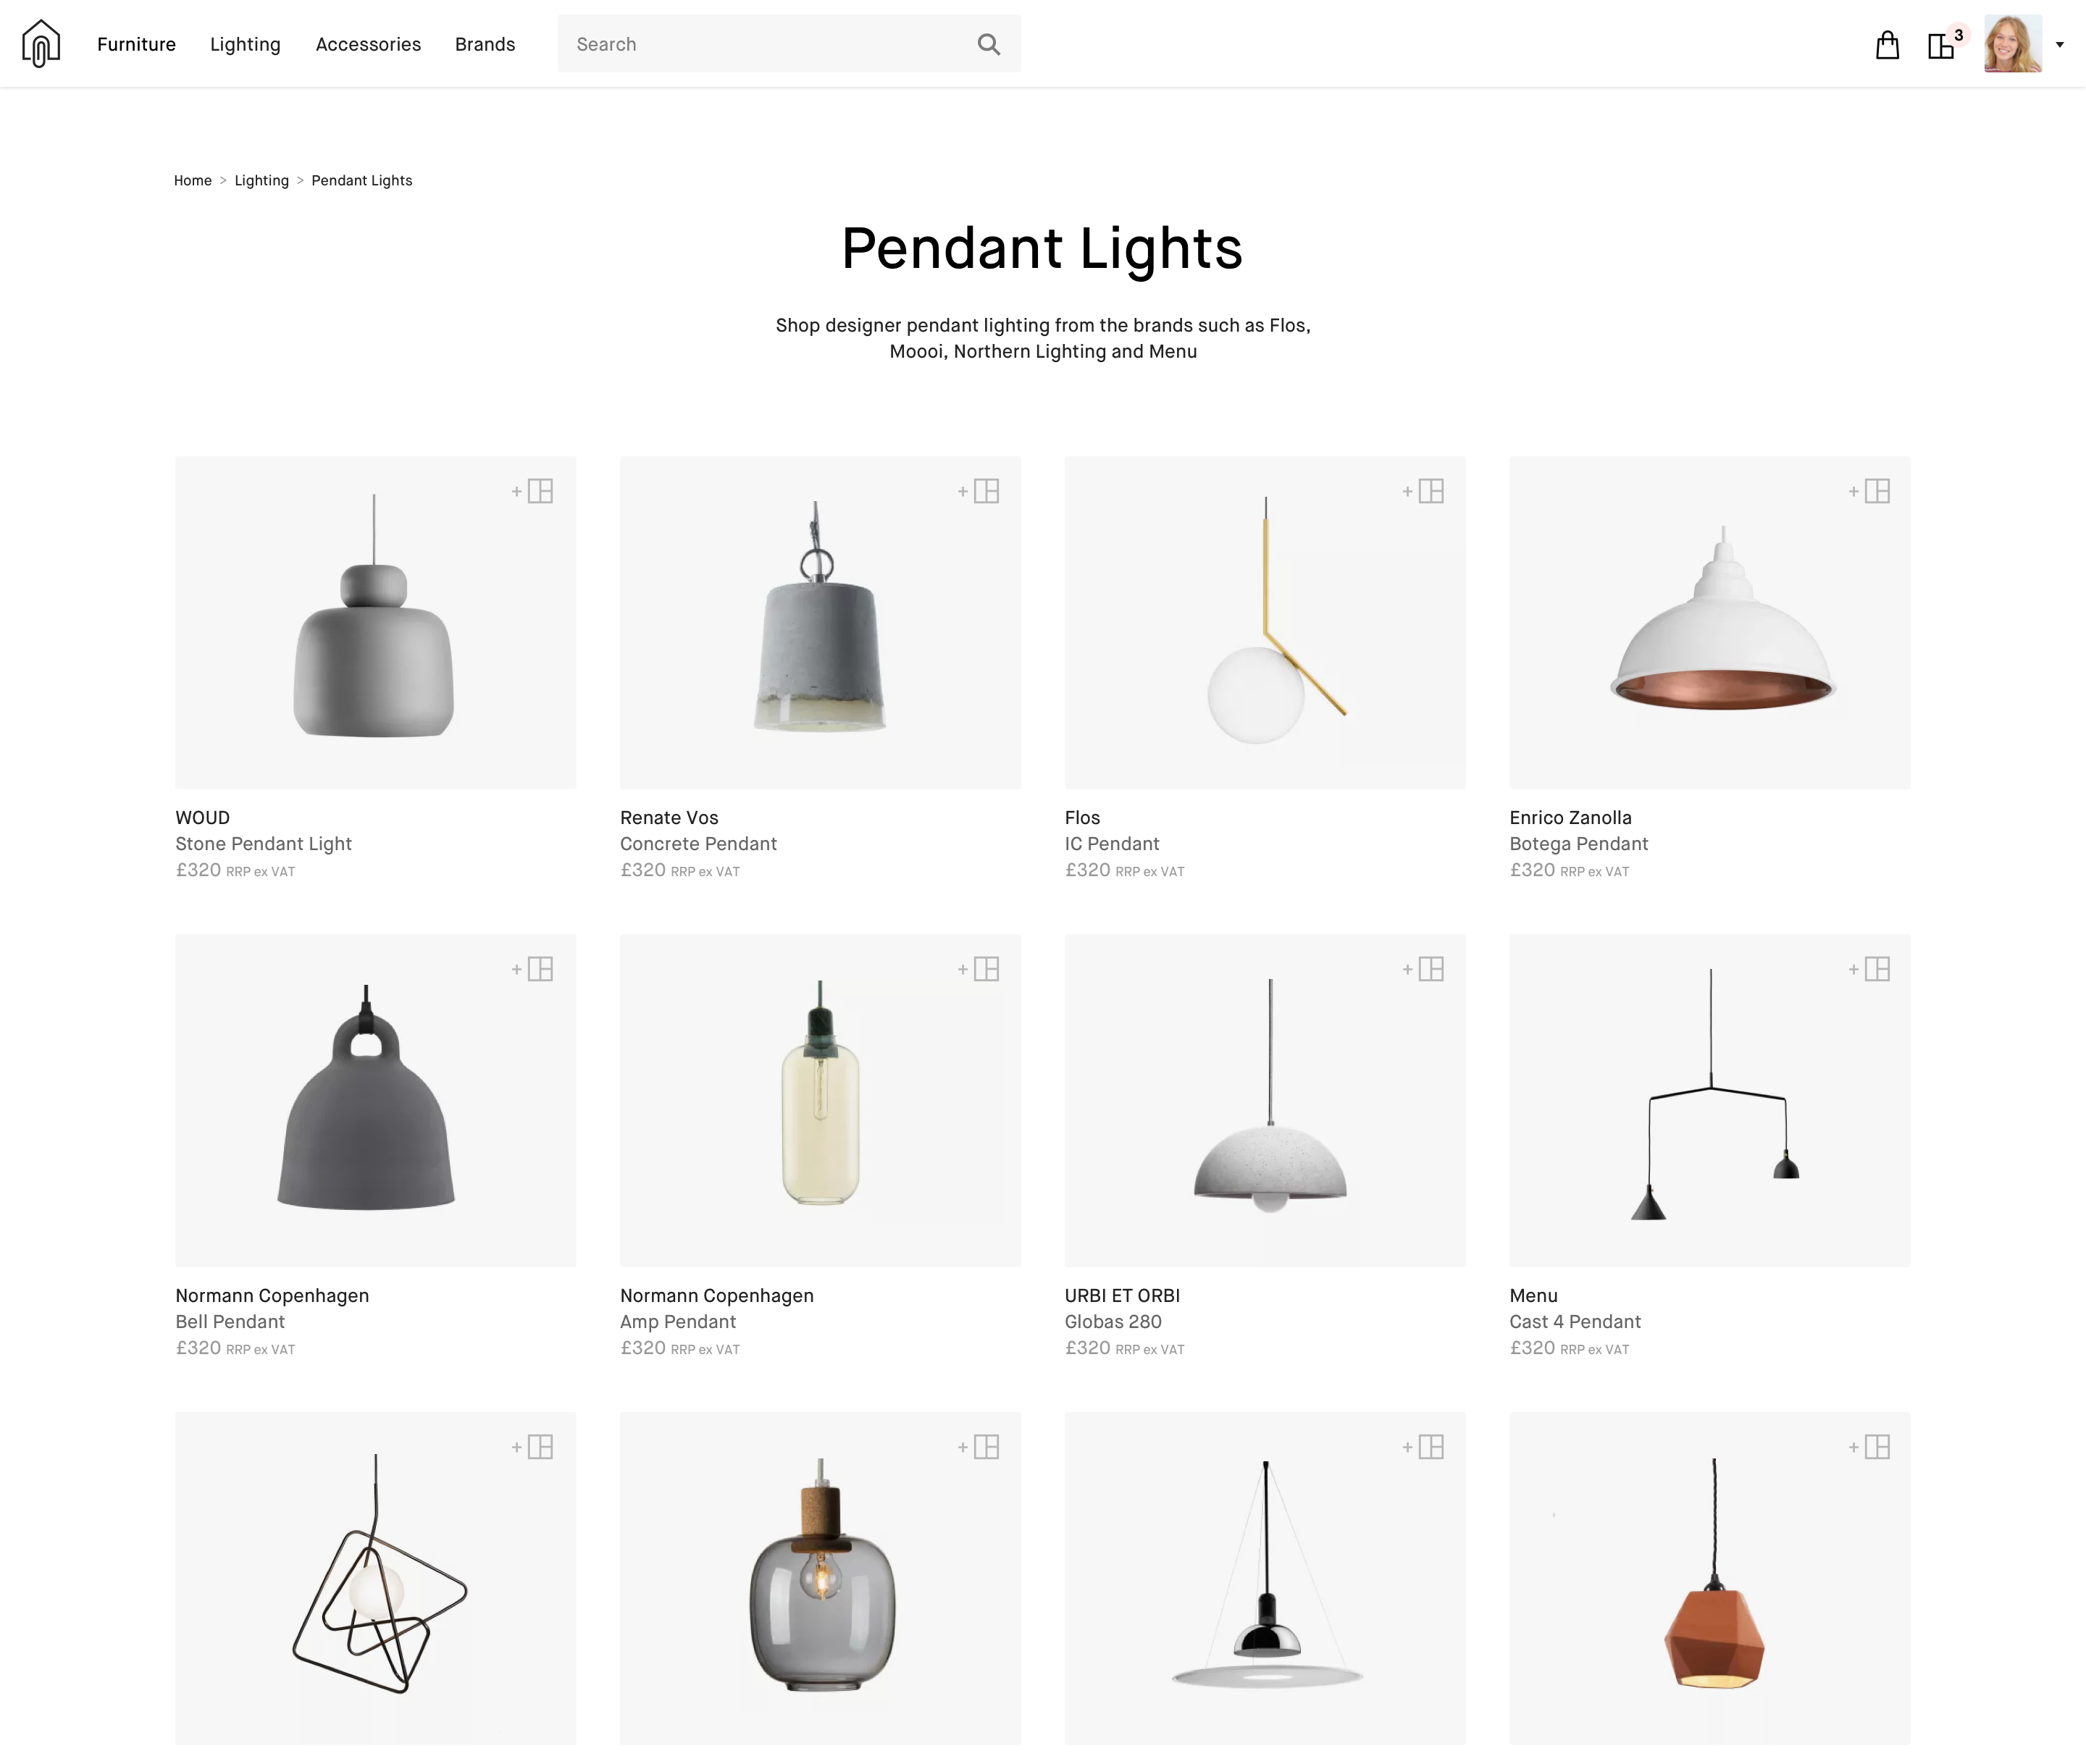 Furniture
Lighting
Accessories
Brands
Search
3
Home > Lighting > Pendant Lights
Pendant Lights
Shop designer pendant lighting from the brands such as Flos,
Moooi, Northern Lighting and Menu
+
+
+
+
WOUD
Stone Pendant Light
£320 RRP ex VAT
Renate Vos
Concrete Pendant
£320 RRP ex VAT
Flos
IC Pendant
£320 RRP ex VAT
Enrico Zanolla
Botega Pendant
£320 RRP ex VAT
+
+
+
+
Normann Copenhagen
Bell Pendant
£320 RRP ex VAT
Normann Copenhagen
Amp Pendant
£320 RRP ex VAT
URBI ET ORBI
Globas 280
£320 RRP ex VAT
Menu
Cast 4 Pendant
£320 RRP ex VAT
+
+
+
+